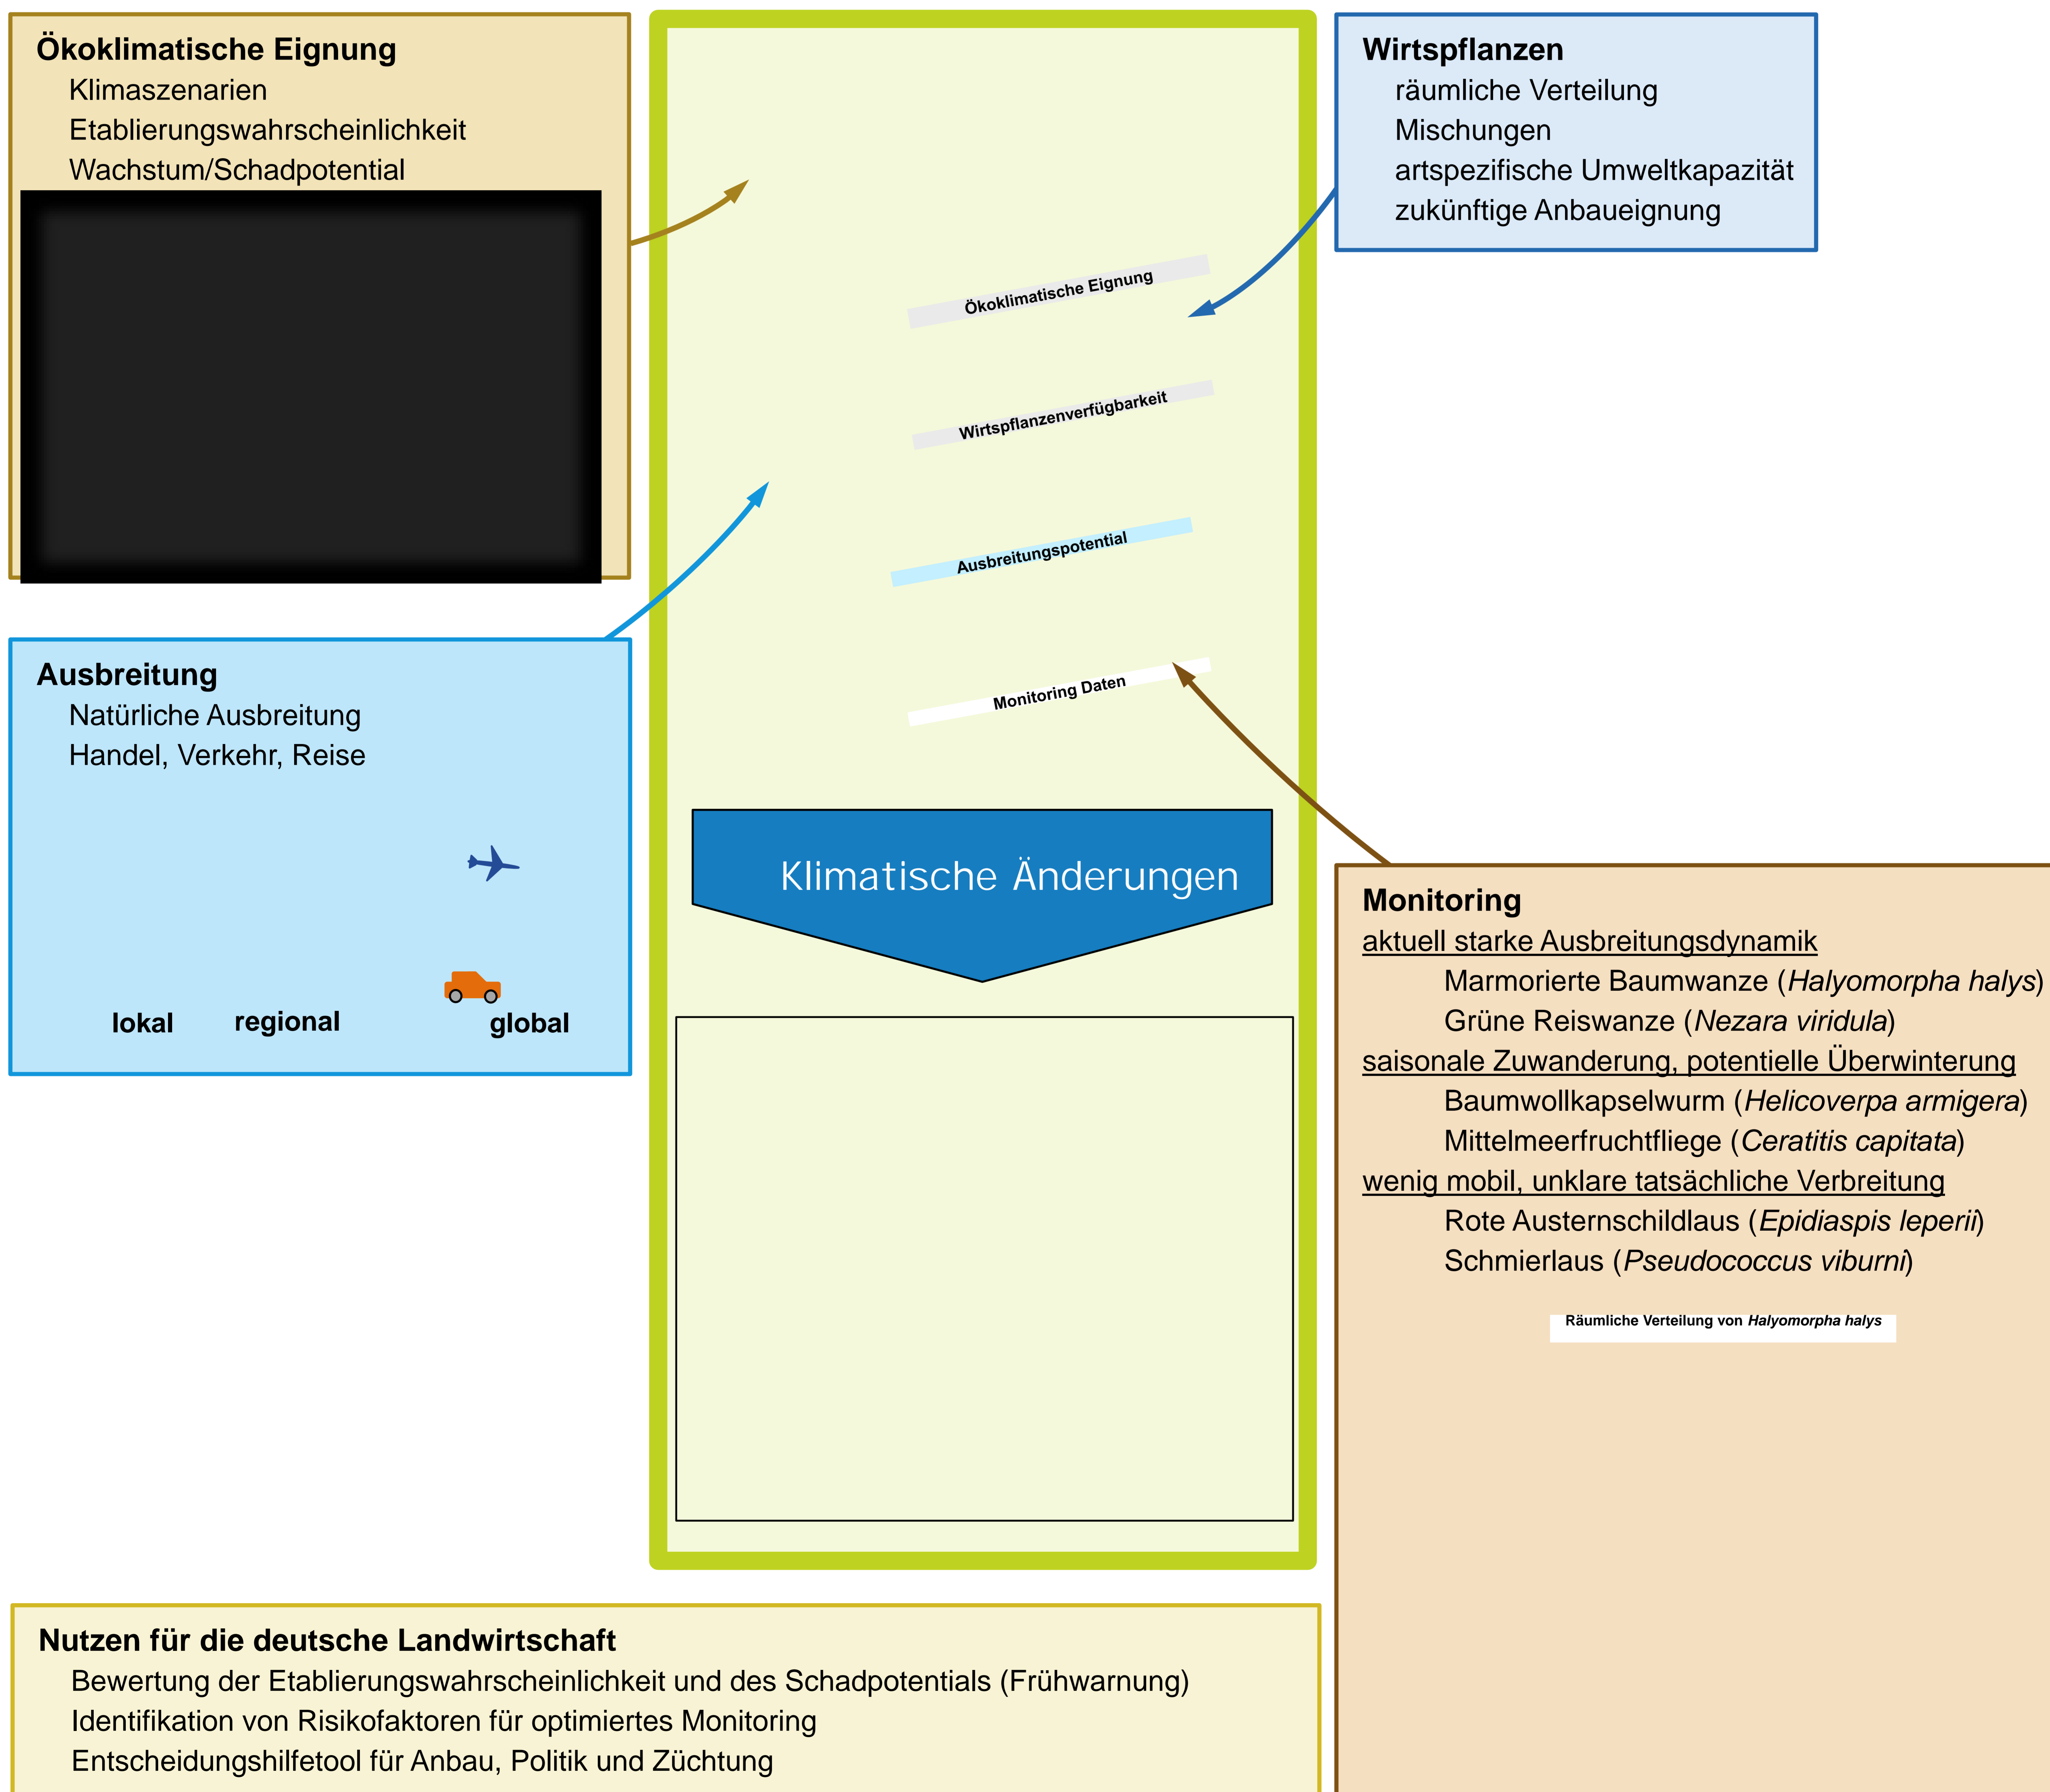 Ökoklimatische Eignung
Klimaszenarien
Etablierungswahrscheinlichkeit
Wachstum/Schadpotential
Wirtspflanzen
räumliche Verteilung
Mischungen
artspezifische Umweltkapazität
zukünftige Anbaueignung
Ökoklimatische Eignung
Wirtspflanzenverfügbarkeit
Ausbreitungspotential
Monitoring Daten
Ausbreitung
Natürliche Ausbreitung
Handel, Verkehr, Reise
lokal regional global
Klimatische Änderungen
Monitoring
aktuell starke Ausbreitungsdynamik
Marmorierte Baumwanze (Halyomorpha halys)
Grüne Reiswanze (Nezara viridula)
saisonale Zuwanderung, potentielle Überwinterung
Baumwollkapselwurm (Helicoverpa armigera)
Mittelmeerfruchtfliege (Ceratitis capitata)
wenig mobil, unklare tatsächliche Verbreitung
Rote Austernschildlaus (Epidiaspis leperii)
Schmierlaus (Pseudococcus viburni)
Räumliche Verteilung von Halyomorpha halys
Nutzen für die deutsche Landwirtschaft
Bewertung der Etablierungswahrscheinlichkeit und des Schadpotentials (Frühwarnung)
Identifikation von Risikofaktoren für optimiertes Monitoring
Entscheidungshilfetool für Anbau, Politik und Züchtung